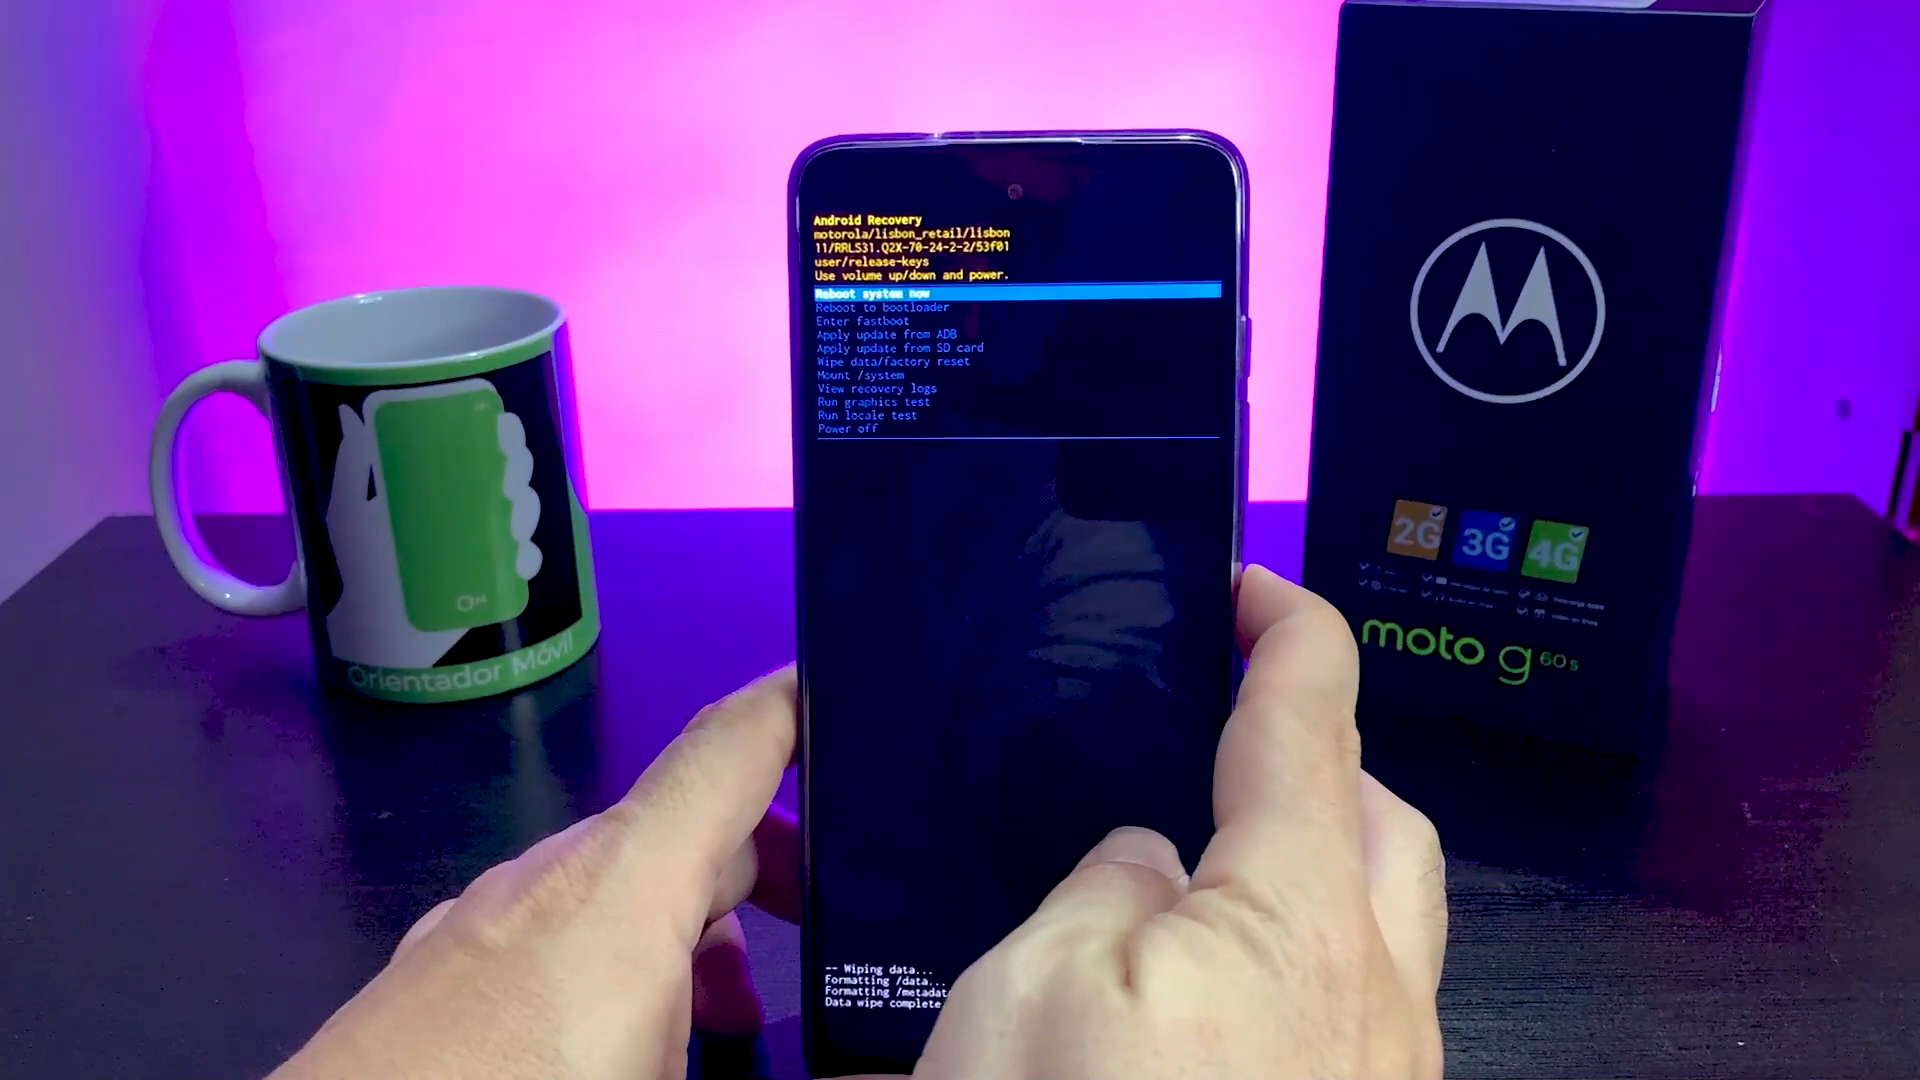 Android Recovery
motorola/lisbon_retail/lisbon
11/RRLS31.Q2X-70-24-2-2/53f01
user/release-keys
Use volume up/down and power.
Reboot system now
Reboot to bootloader
Enter fastboot
Apply update from ADB
Apply update from SD card
Wipe data/factory reset
Mount /system
View recovery logs
Run graphics test
Run locale test
Power off
-- Wiping data...
Formatting /data...
Formatting /metadat
Data wipe complete
OM
Orientador Móvil
2G 3G 4G
moto g 60s